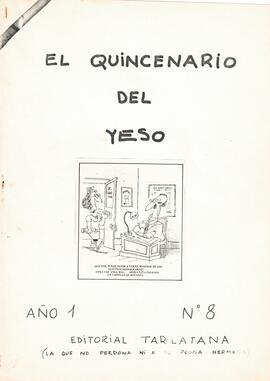 EL QUINCENARIO
DEL
YESO
AÑO 1
Nº 8
EDITORIAL TARLATANA
(LA QUE NO PERDONA NI A SU PROPIA HERMANA)